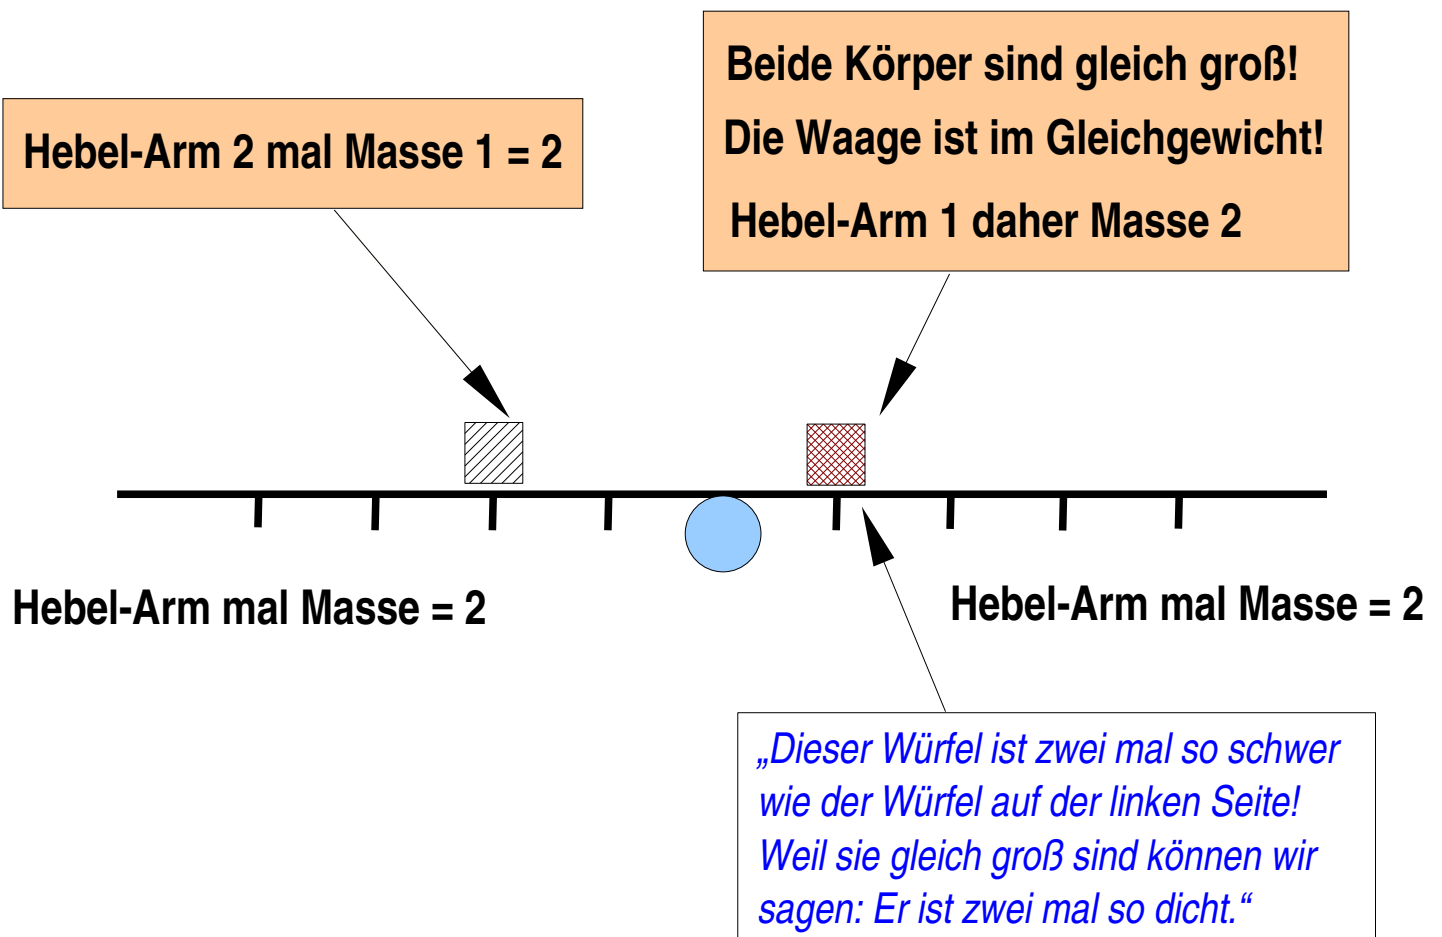 Hebel-Arm 2 mal Masse 1 = 2
Beide Körper sind gleich groß!
Die Waage ist im Gleichgewicht!
Hebel-Arm 1 daher Masse 2
Hebel-Arm mal Masse = 2
Hebel-Arm mal Masse = 2
„Dieser Würfel ist zwei mal so schwer
wie der Würfel auf der linken Seite!
Weil sie gleich groß sind können wir
sagen: Er ist zwei mal so dicht.“